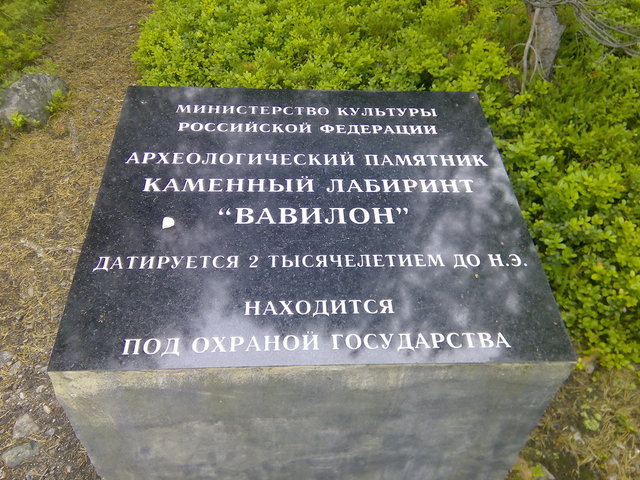 МИНИСТЕРСТВО КУЛЬТУРЫ
РОССИЙСКОЙ ФЕДЕРАЦИИ
АРХЕОЛОГИЧЕСКИЙ ПАМЯТНИК
КАМЕННЫЙ ЛАБИРИНТ
“ВАВИЛОН”
ДАТИРУЕТСЯ 2 ТЫСЯЧЕЛЕТИЕМ ДО Н.Э.
НАХОДИТСЯ
ПОД ОХРАНОЙ ГОСУДАРСТВА